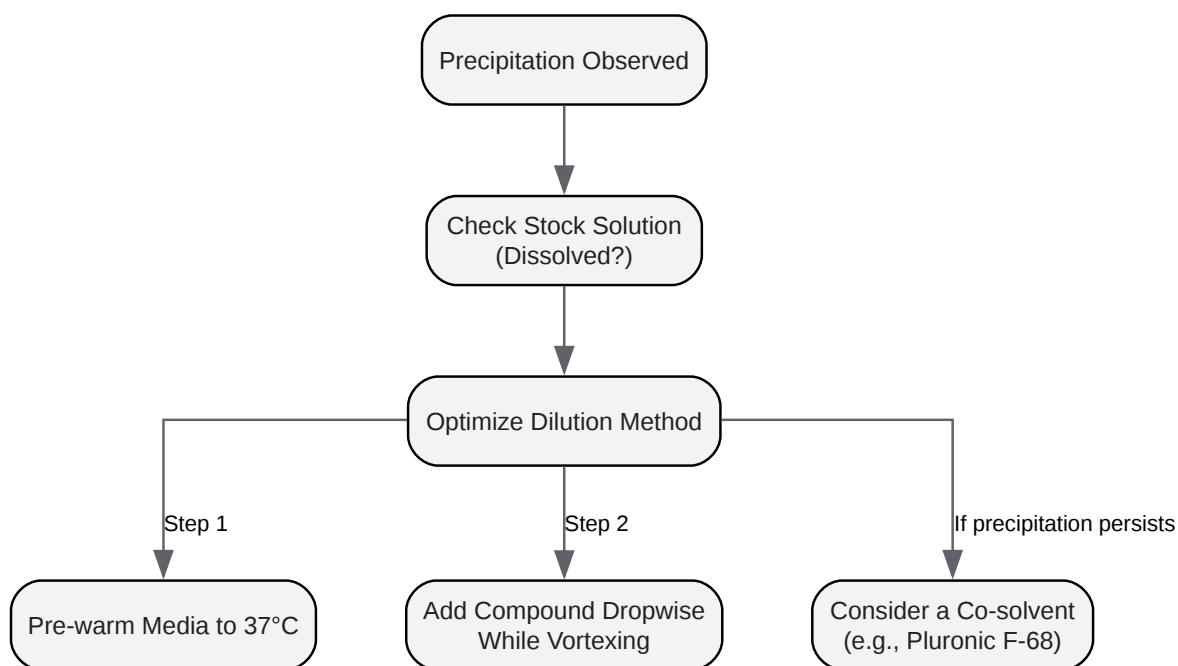 Precipitation Observed
Check Stock Solution
(Dissolved?)
Optimize Dilution Method
Step 1
Step 2
If precipitation persists
Pre-warm Media to 37°C
Add Compound Dropwise
While Vortexing
Consider a Co-solvent
(e.g., Pluronic F-68)